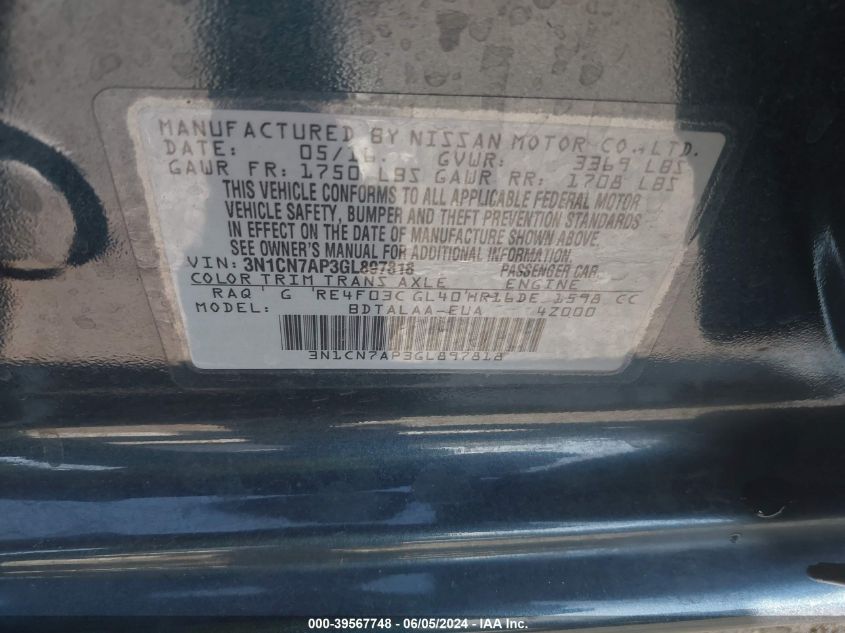 MANUFACTURED BY NISSAN MOTOR CO.,LTD.
DATE: 05/16 GVWR: 3369 LBS
GAWR FR: 1750 LBS GAWR RR: 1708 LBS
THIS VEHICLE CONFORMS TO ALL APPLICABLE FEDERAL MOTOR
VEHICLE SAFETY, BUMPER AND THEFT PREVENTION STANDARDS
IN EFFECT ON THE DATE OF MANUFACTURE SHOWN ABOVE.
SEE OWNER'S MANUAL FOR ADDITIONAL INFORMATION.
VIN: 3N1CN7AP3GL897818 PASSENGER CAR
COLOR TRIM TRANS AXLE ENGINE
RAQ G RE4F03C GL40 HR16DE 1598 CC
MODEL: BDTALAA-EUA 4Z000
3N1CN7AP3GL897818
000-39567748 - 06/05/2024 - IAA Inc.